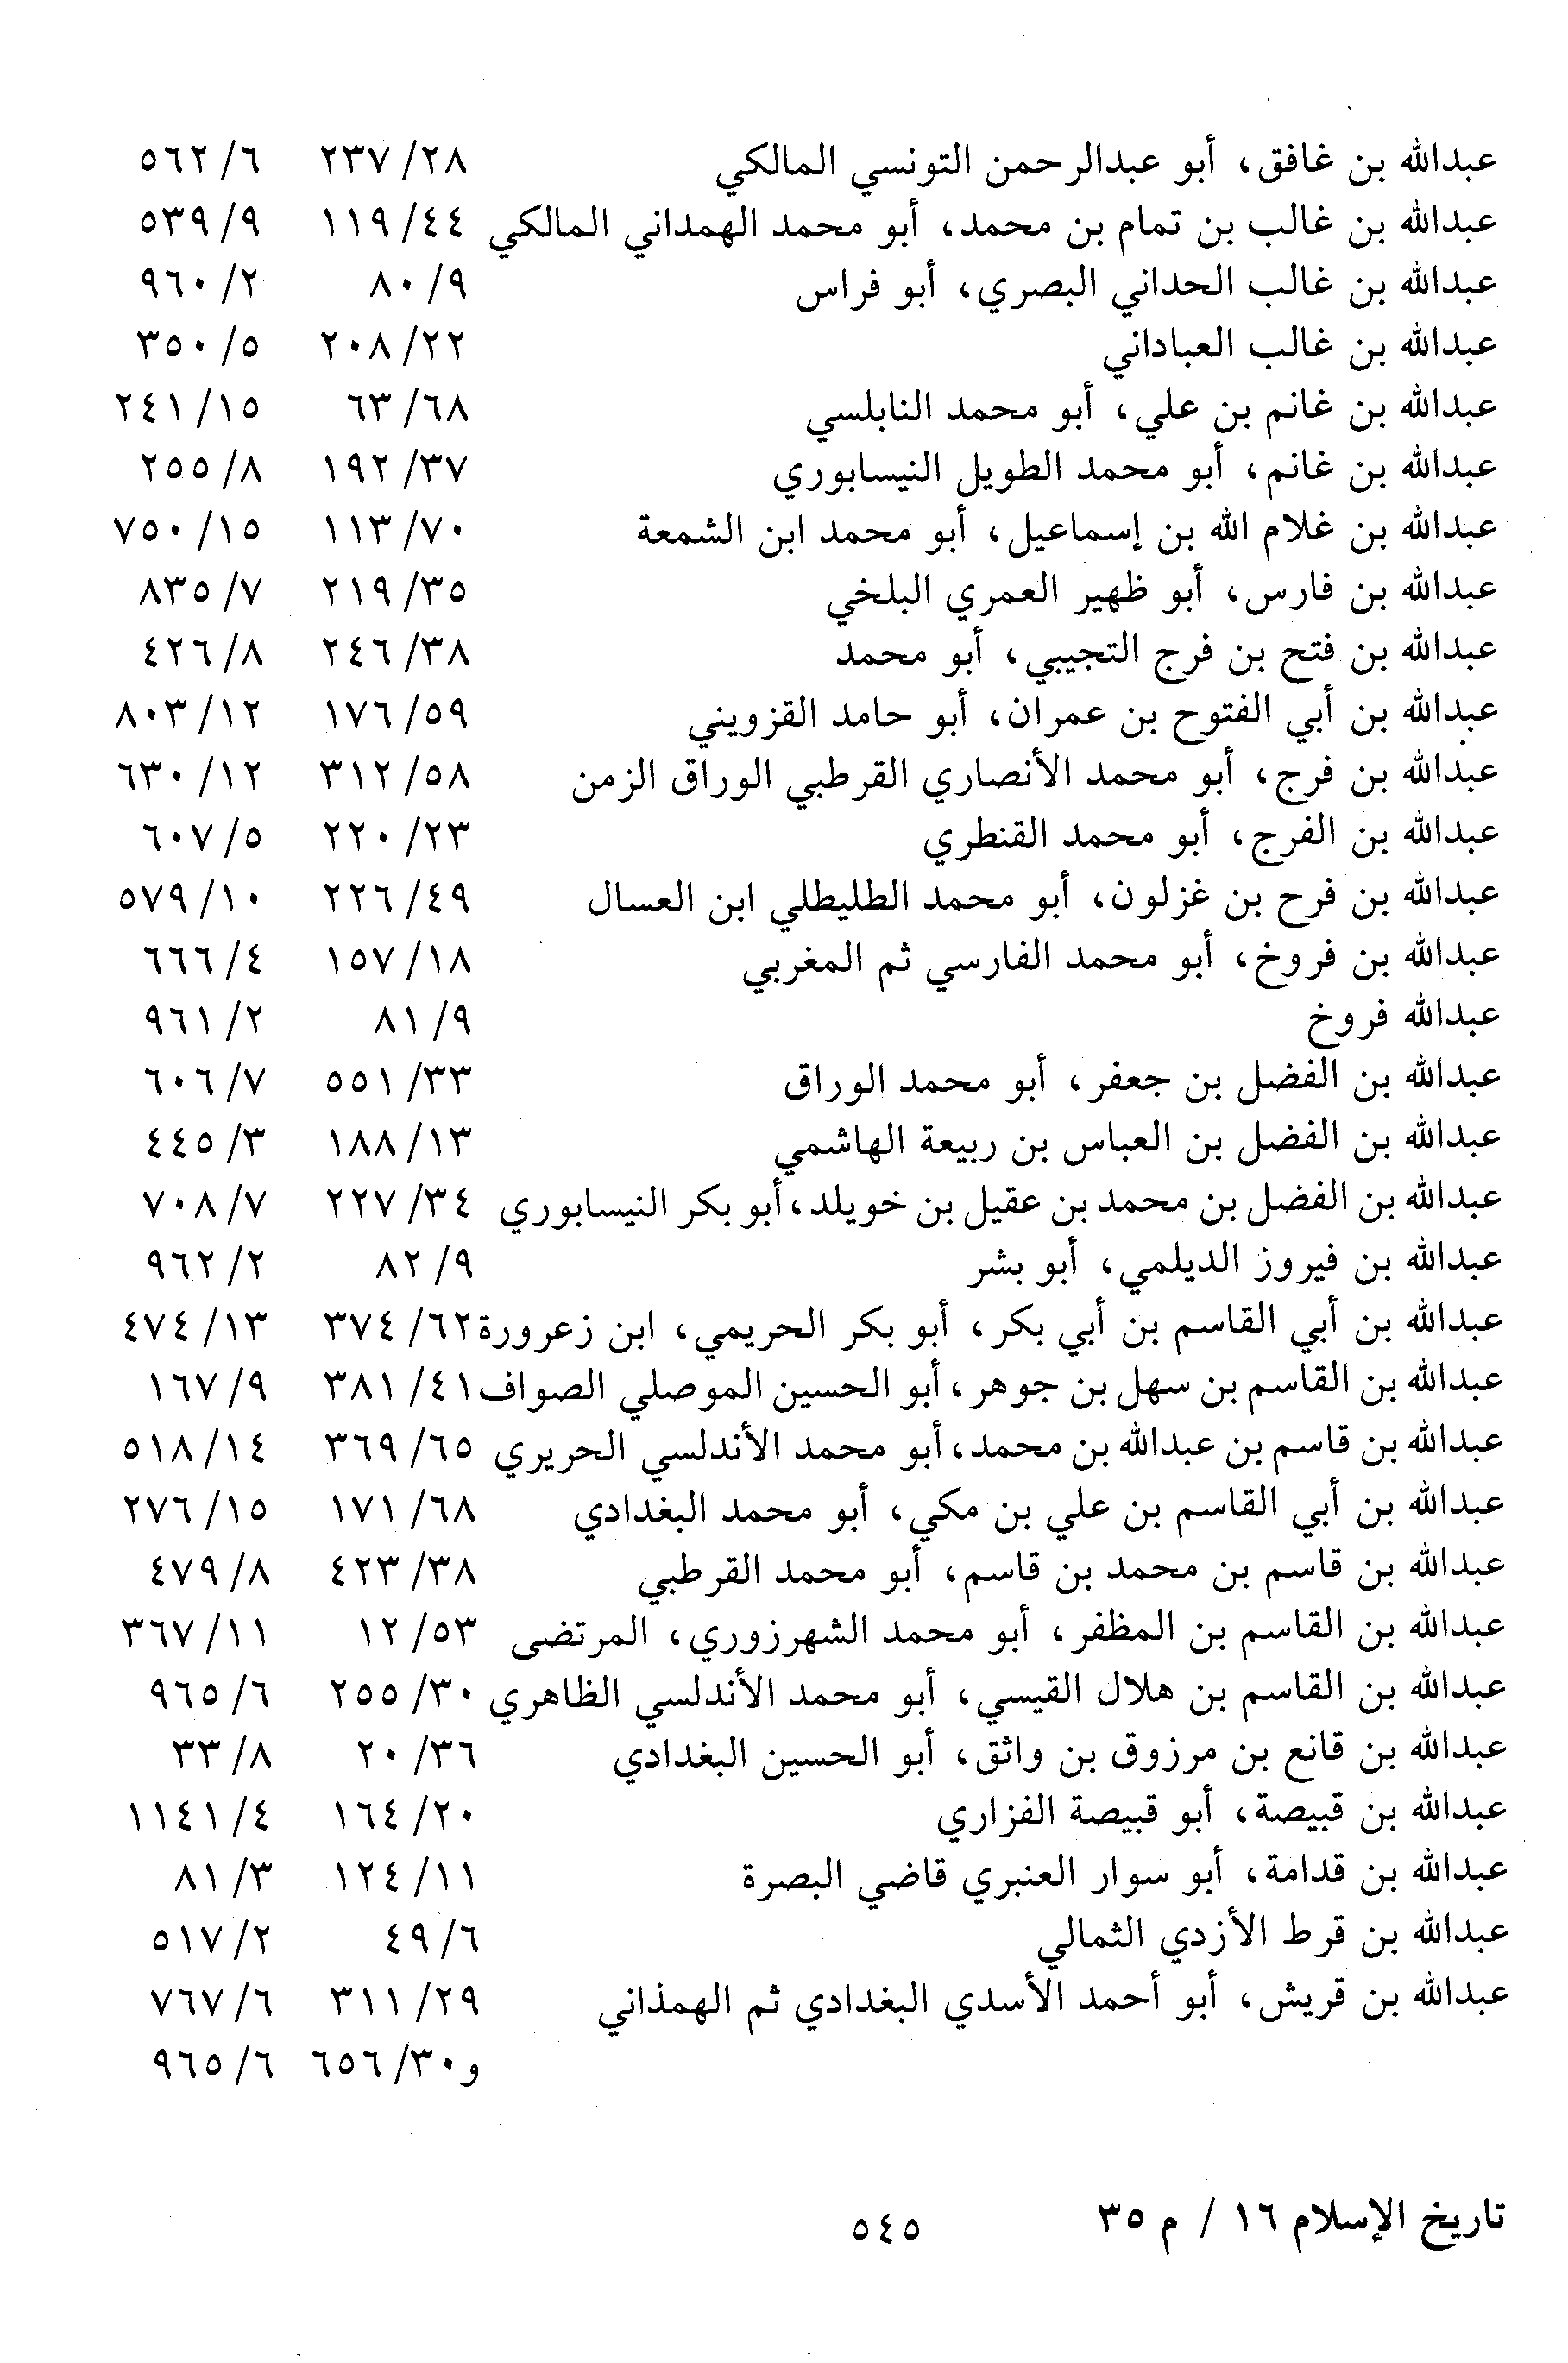 عبدالله بن غافق، أبو عبدالرحمن التونسي المالكي ٢٨/ ٢٣٧ ٦/ ٥٦٢
عبدالله بن غالب بن تمام بن محمد، أبو محمد الهمداني المالكي ٤٤/ ١١٩ ٩/ ٥٣٩
عبدالله بن غالب الحداني البصري، أبو فراس ٩/ ٨٠ ٢/ ٩٦٠
عبدالله بن غالب العباداني ٢٢/ ٢٠٨ ٥/ ٣٥٠
عبدالله بن غانم بن علي، أبو محمد النابلسي ٦٨/ ٦٣ ١٥/ ٢٤١
عبدالله بن غانم، أبو محمد الطويل النيسابوري ٣٧/ ١٩٢ ٨/ ٢٥٥
عبدالله بن غلام الله بن إسماعيل، أبو محمد ابن الشمعة ٧٠/ ١١٣ ١٥/ ٧٥٠
عبدالله بن فارس، أبو ظهير العمري البلخي ٣٥/ ٢١٩ ٧/ ٨٣٥
عبدالله بن فتح بن فرج التجيبي، أبو محمد ٣٨/ ٢٤٦ ٨/ ٤٢٦
عبدالله بن أبي الفتوح بن عمران، أبو حامد القزويني ٥٩/ ١٧٦ ١٢/ ٨٠٣
عبدالله بن فرج، أبو محمد الأنصاري القرطبي الوراق الزمن ٥٨/ ٣١٢ ١٢/ ٦٣٠
عبدالله بن الفرج، أبو محمد القنطري ٢٣/ ٢٢٠ ٥/ ٦٠٧
عبدالله بن فرح بن غزلون، أبو محمد الطليطلي ابن العسال ٤٩/ ٢٢٦ ١٠/ ٥٧٩
عبدالله بن فروخ، أبو محمد الفارسي ثم المغربي ١٨/ ١٥٧ ٤/ ٦٦٦
عبدالله فروخ ٩/ ٨١ ٢/ ٩٦١
عبدالله بن الفضل بن جعفر، أبو محمد الوراق ٣٣/ ٥٥١ ٧/ ٦٠٦
عبدالله بن الفضل بن العباس بن ربيعة الهاشمي ١٣/ ١٨٨ ٣/ ٤٤٥
عبدالله بن الفضل بن محمد بن عقيل بن خويلد، أبو بكر النيسابوري ٣٤/ ٢٢٧ ٧/ ٧٠٨
عبدالله بن فيروز الديلمي، أبو بشر ٩/ ٨٢ ٢/ ٩٦٢
عبدالله بن أبي القاسم بن أبي بكر، أبو بكر الحريمي، ابن زعرورة ٦٢/ ٣٧٤ ١٣/ ٤٧٤
عبدالله بن القاسم بن سهل بن جوهر، أبو الحسين الموصلي الصواف ٤١/ ٣٨١ ٩/ ١٦٧
عبدالله بن قاسم بن عبدالله بن محمد، أبو محمد الأندلسي الحريري ٦٥/ ٣٦٩ ١٤/ ٥١٨
عبدالله بن أبي القاسم بن علي بن مكي، أبو محمد البغدادي ٦٨/ ١٧١ ١٥/ ٢٧٦
عبدالله بن قاسم بن محمد بن قاسم، أبو محمد القرطبي ٣٨/ ٤٢٣ ٨/ ٤٧٩
عبدالله بن القاسم بن المظفر، أبو محمد الشهرزوري، المرتضى ٥٣/ ١٢ ١١/ ٣٦٧
عبدالله بن القاسم بن هلال القيسي، أبو محمد الأندلسي الظاهري ٣٠/ ٢٥٥ ٦/ ٩٦٥
عبدالله بن قانع بن مرزوق بن واثق، أبو الحسين البغدادي ٣٦/ ٢٠ ٨/ ٣٣
عبدالله بن قبيصة، أبو قبيصة الفزاري ٢٠/ ١٦٤ ٤/ ١١٤١
عبدالله بن قدامة، أبو سوار العنبري قاضي البصرة ١١/ ١٢٤ ٣/ ٨١
عبدالله بن قرط الأزدي الثمالي ٦/ ٤٩ ٢/ ٥١٧
عبدالله بن قريش، أبو أحمد الأسدي البغدادي ثم الهمذاني ٢٩/ ٣١١ ٦/ ٧٦٧
و٣٠/ ٦٥٦ ٦/ ٩٦٥
تاريخ الإسلام ١٦ / م ٣٥ ٥٤٥